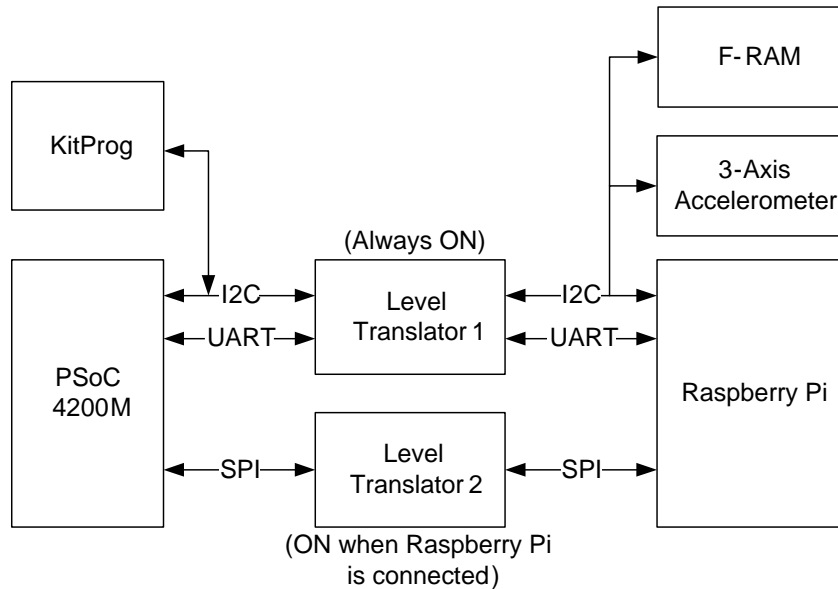 F-RAM
KitProg
3-Axis
Accelerometer
(Always ON)
I2C
Level
Translator 1
I2C
UART
UART
PSoC
4200M
Raspberry Pi
SPI
Level
Translator 2
SPI
(ON when Raspberry Pi
is connected)